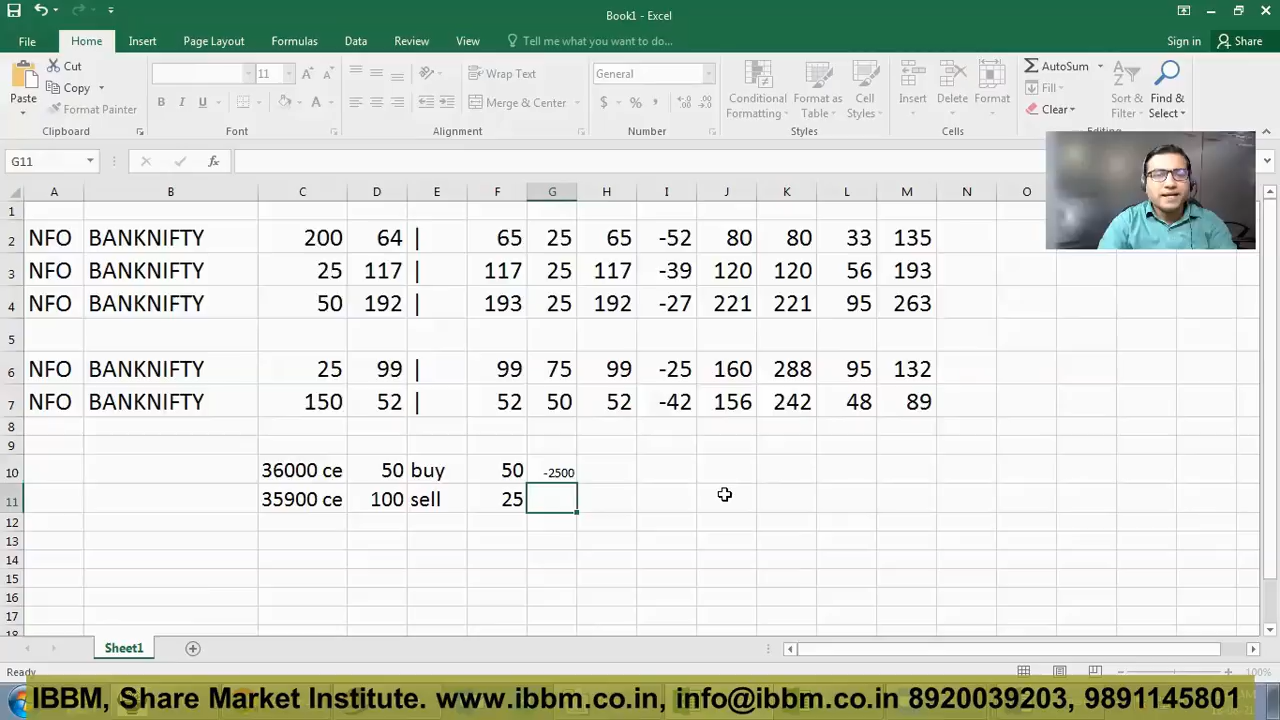 Book1 - Excel
File Home Insert Page Layout Formulas Data Review View Tell me what you want to do... Sign in Share
Paste Cut Copy Format Painter
11 Wrap Text Merge & Center General
Conditional Formatting Format as Table Cell Styles Insert Delete Format AutoSum Fill Clear Sort & Filter Find & Select
Clipboard Font Alignment Number Styles Cells Editing
G11 fx
A B C D E F G H I J K L M N O
1
2 NFO BANKNIFTY 200 64 | 65 25 65 -52 80 80 33 135
3 NFO BANKNIFTY 25 117 | 117 25 117 -39 120 120 56 193
4 NFO BANKNIFTY 50 192 | 193 25 192 -27 221 221 95 263
5
6 NFO BANKNIFTY 25 99 | 99 75 99 -25 160 288 95 132
7 NFO BANKNIFTY 150 52 | 52 50 52 -42 156 242 48 89
8
9
10 36000 ce 50 buy 50 -2500
11 35900 ce 100 sell 25
12
13
14
15
16
17
18
Sheet1
Ready 100%
IBBM, Share Market Institute. www.ibbm.co.in, info@ibbm.co.in 8920039203, 9891145801